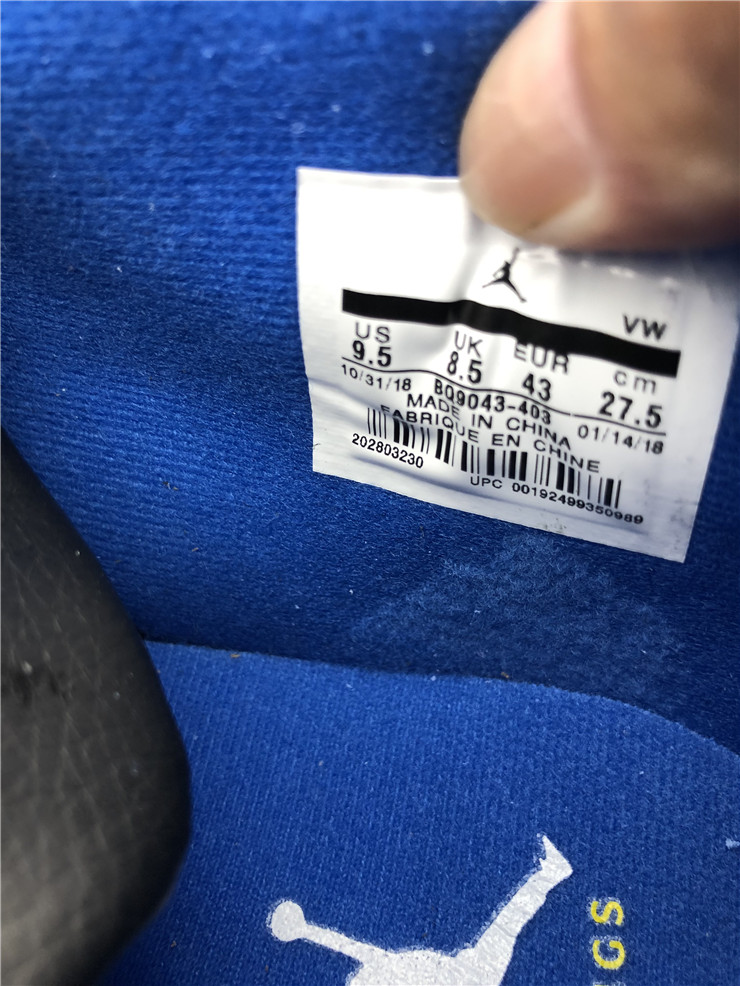 VW
US UK EUR cm
9.5 8.5 43 27.5
10/31/18 BQ9043-403 01/14/18
MADE IN CHINA
FABRIQUE EN CHINE
202803230
UPC 00192499350989
GS